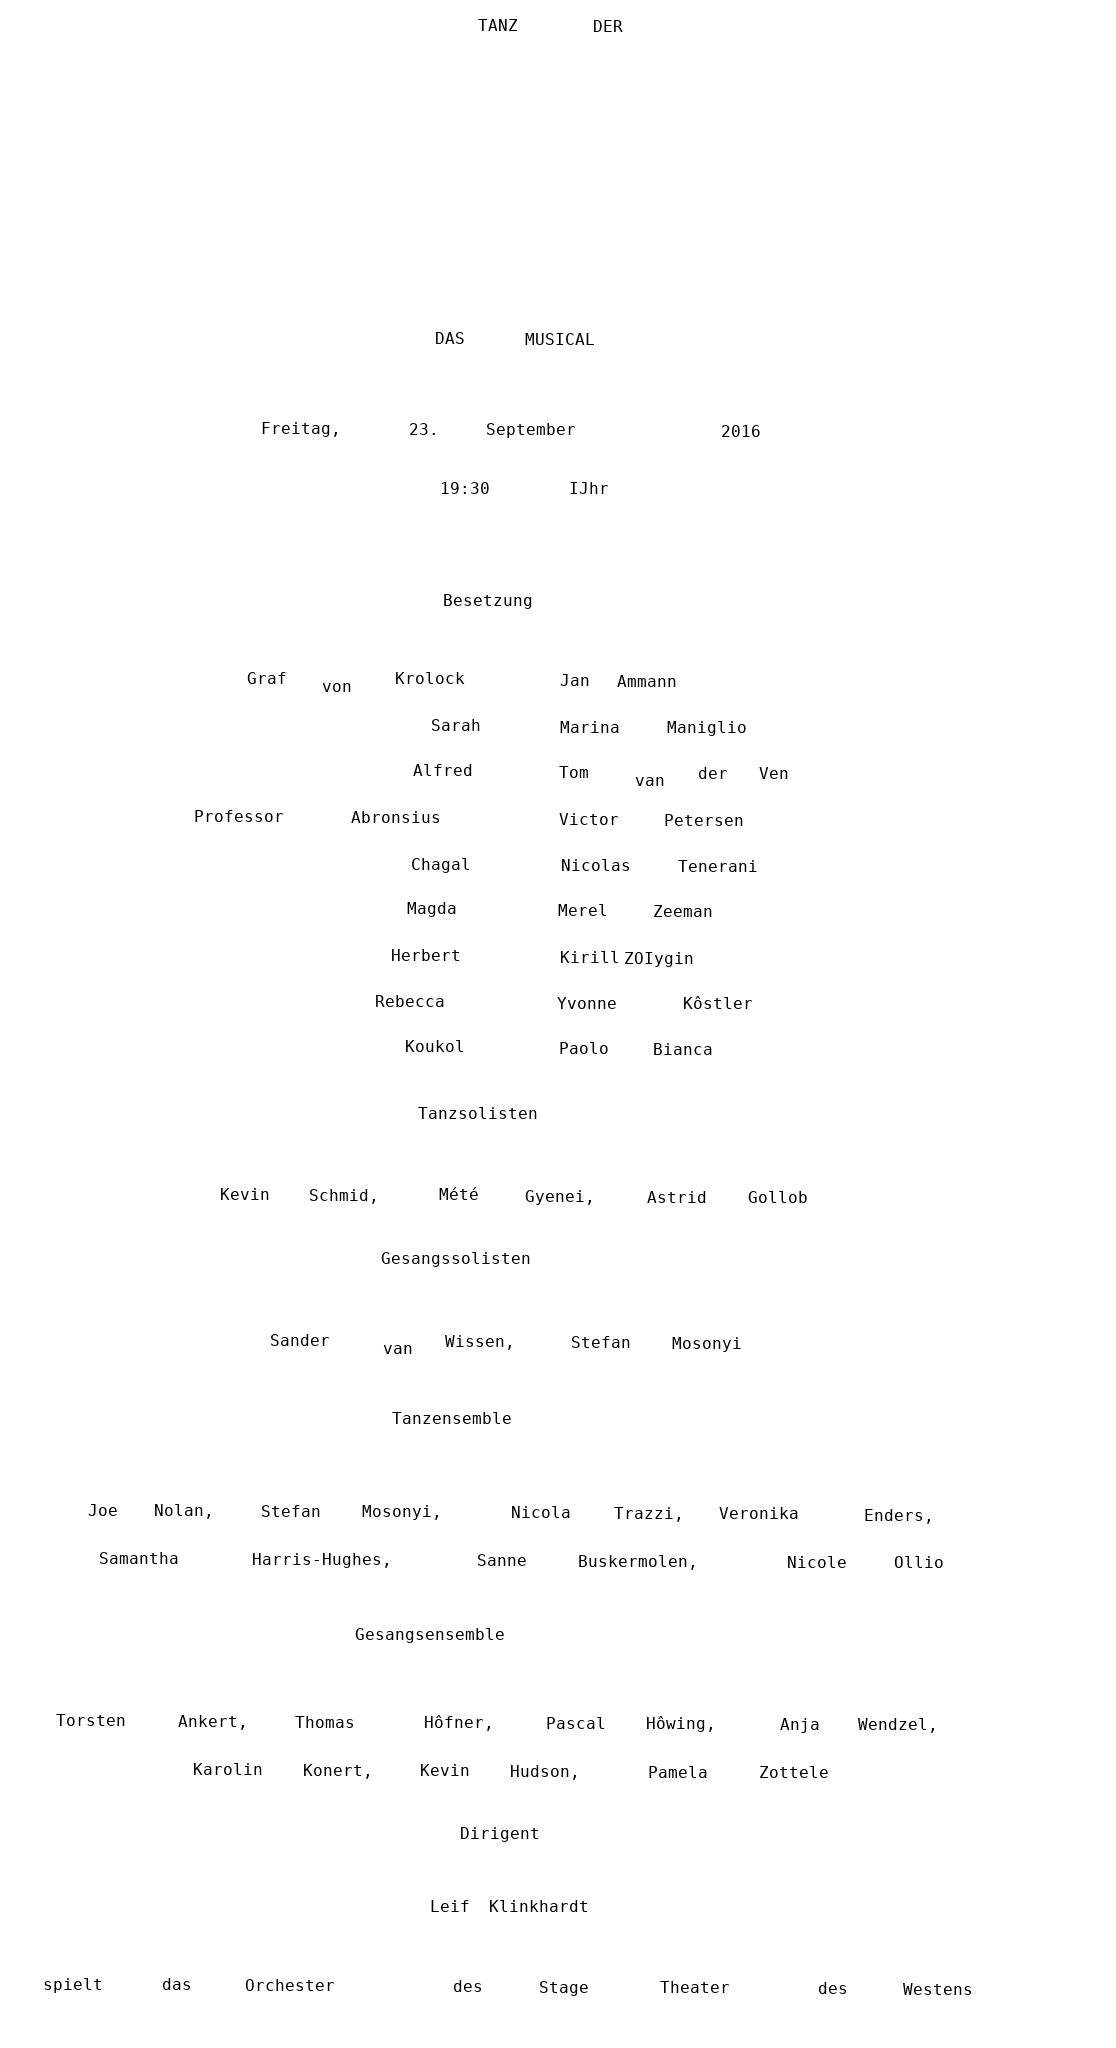 TANZ DER
DAS MUSICAL
Freitag, 23. September 2016
19:30 IJhr
Besetzung
Graf von Krolock Jan Ammann
Sarah Marina Maniglio
Alfred Tom van der Ven
Professor Abronsius Victor Petersen
Chagal Nicolas Tenerani
Magda Merel Zeeman
Herbert Kirill ZOIygin
Rebecca Yvonne Kôstler
Koukol Paolo Bianca
Tanzsolisten
Kevin Schmid, Mété Gyenei, Astrid Gollob
Gesangssolisten
Sander van Wissen, Stefan Mosonyi
Tanzensemble
Joe Nolan, Stefan Mosonyi, Nicola Trazzi, Veronika Enders,
Samantha Harris-Hughes, Sanne Buskermolen, Nicole Ollio
Gesangsensemble
Torsten Ankert, Thomas Hôfner, Pascal Hôwing, Anja Wendzel,
Karolin Konert, Kevin Hudson, Pamela Zottele
Dirigent
Leif Klinkhardt
spielt das Orchester des Stage Theater des Westens